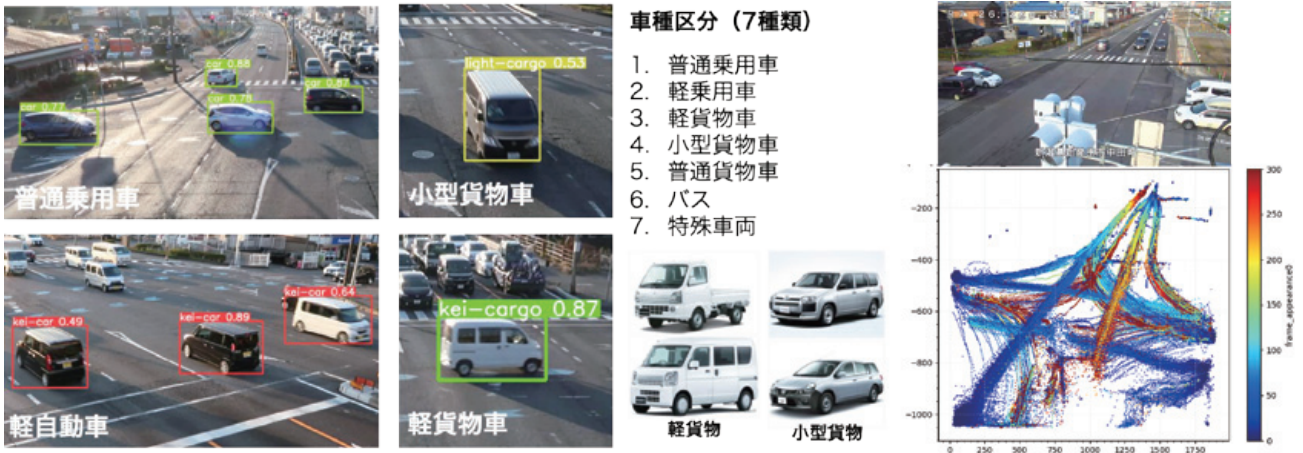 car 0.88
car 0.87
car 0.77
car 0.78
普通乗用車
light-cargo 0.53
小型貨物車
kei-car 0.64
kei-car 0.49
kei-car 0.89
軽自動車
kei-cargo 0.87
軽貨物車
車種区分（7種類）
1. 普通乗用車
2. 軽乗用車
3. 軽貨物車
4. 小型貨物車
5. 普通貨物車
6. バス
7. 特殊車両
軽貨物
小型貨物
−200
−400
−600
−800
−1000
0
250
500
750
1000
1250
1500
1750
300
250
200
150
100
50
0
frame_appearance0